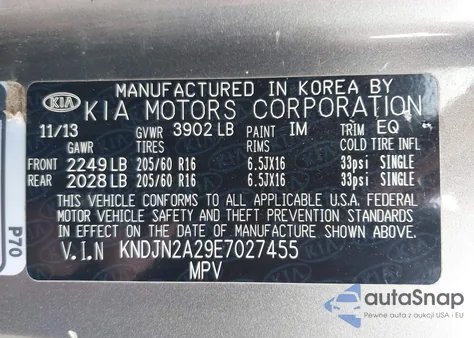 MANUFACTURED IN KOREA BY
KIA KIA MOTORS CORPORATION
11/13 GVWR 3902 LB PAINT IM TRIM EQ
GAWR TIRES RIMS COLD TIRE INFL
FRONT 2249 LB 205/60 R16 6.5JX16 33psi SINGLE
REAR 2028 LB 205/60 R16 6.5JX16 33psi SINGLE
THIS VEHICLE CONFORMS TO ALL APPLICABLE U.S.A. FEDERAL
MOTOR VEHICLE SAFETY AND BUMPER STANDARDS
IN EFFECT ON THE DATE OF MANUFACTURE SHOWN ABOVE.
V.I.N KNDJN2A29E7027455
MPV
P70
autoSnap
Pewne auta z aukcji USA i EU